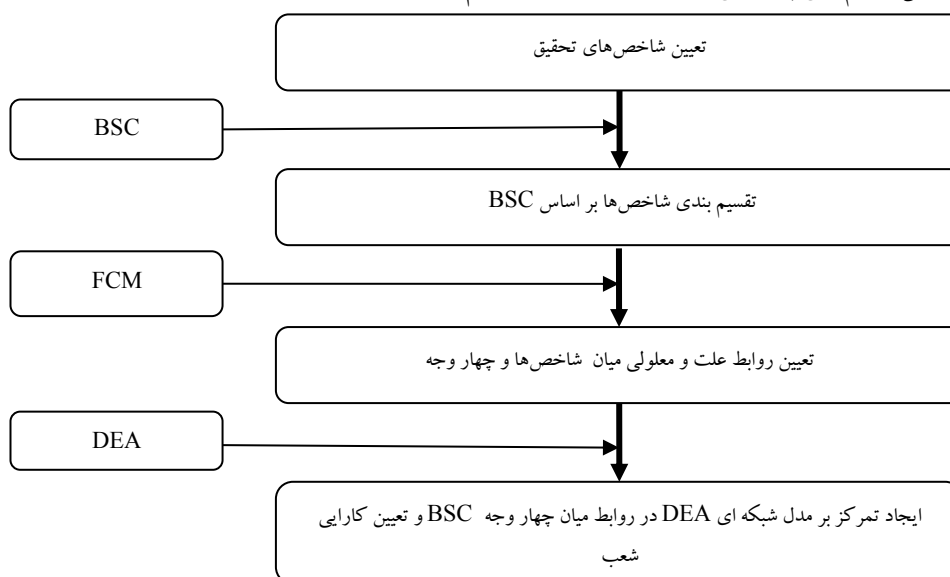 تعیین شاخص‌های تحقیق
BSC
تقسیم بندی شاخص‌ها بر اساس BSC
FCM
تعیین روابط علت و معلولی میان شاخص‌ها و چهار وجه
DEA
ایجاد تمرکز بر مدل شبکه ای DEA در روابط میان چهار وجه BSC و تعیین کارایی
شعب